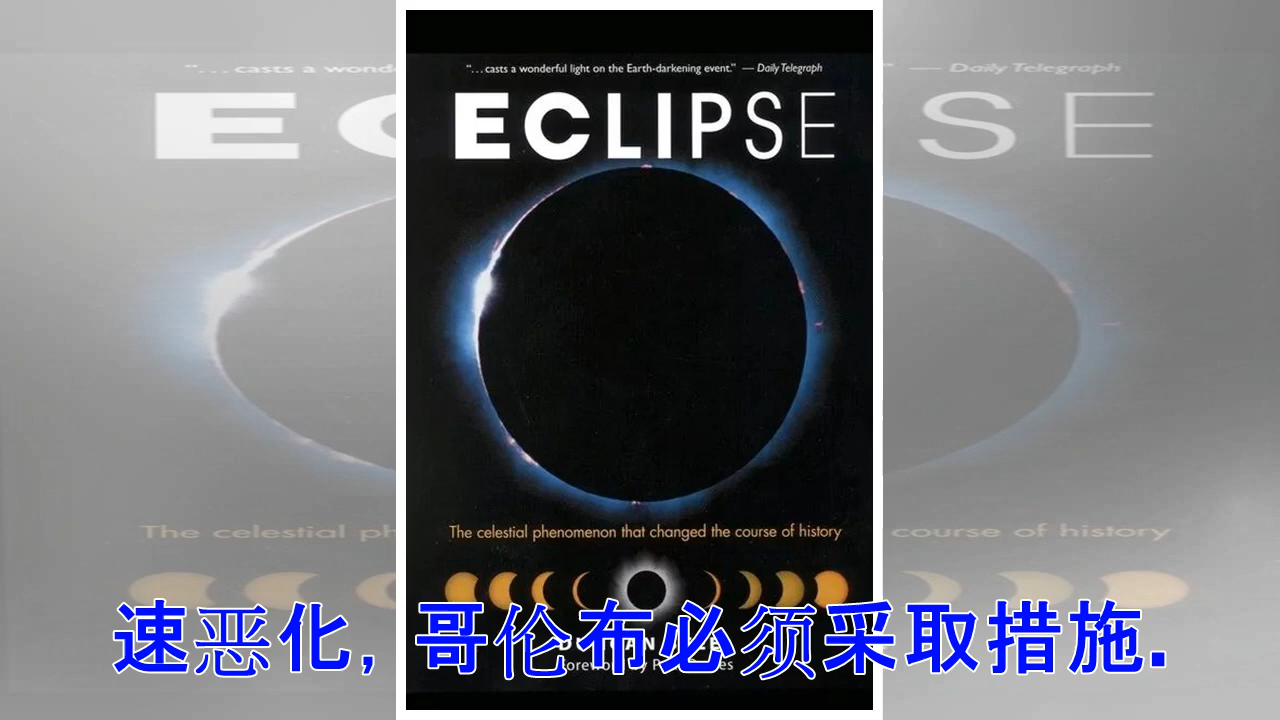 “...casts a wonderful light on the Earth-darkening event.” — Daily Telegraph
ECLIPSE
The celestial phenomenon that changed the course of history
速恶化, 哥伦布必须采取措施.